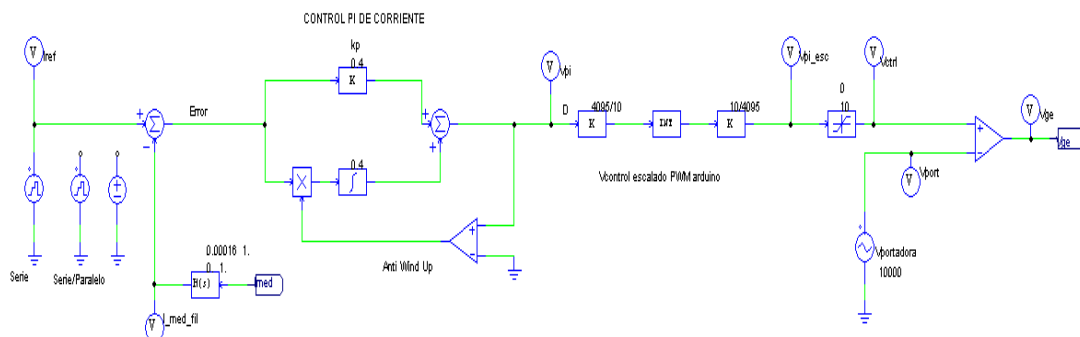 CONTROL PI DE CORRIENTE
V
Iref
kp
0.4
K
V
Vpi
V
Vpi_esc
V
Vctrl
Error
D
4095/10
K
INT
10/4095
K
0
10
V
Vge
Vge
0.4
Vcontrol escalado PWM arduino
V
Vport
Anti Wind Up
Vportadora
10000
Serie
Serie/Paralelo
0.00016 1.
0. 1.
H(s)
Imed
V
I_med_fil